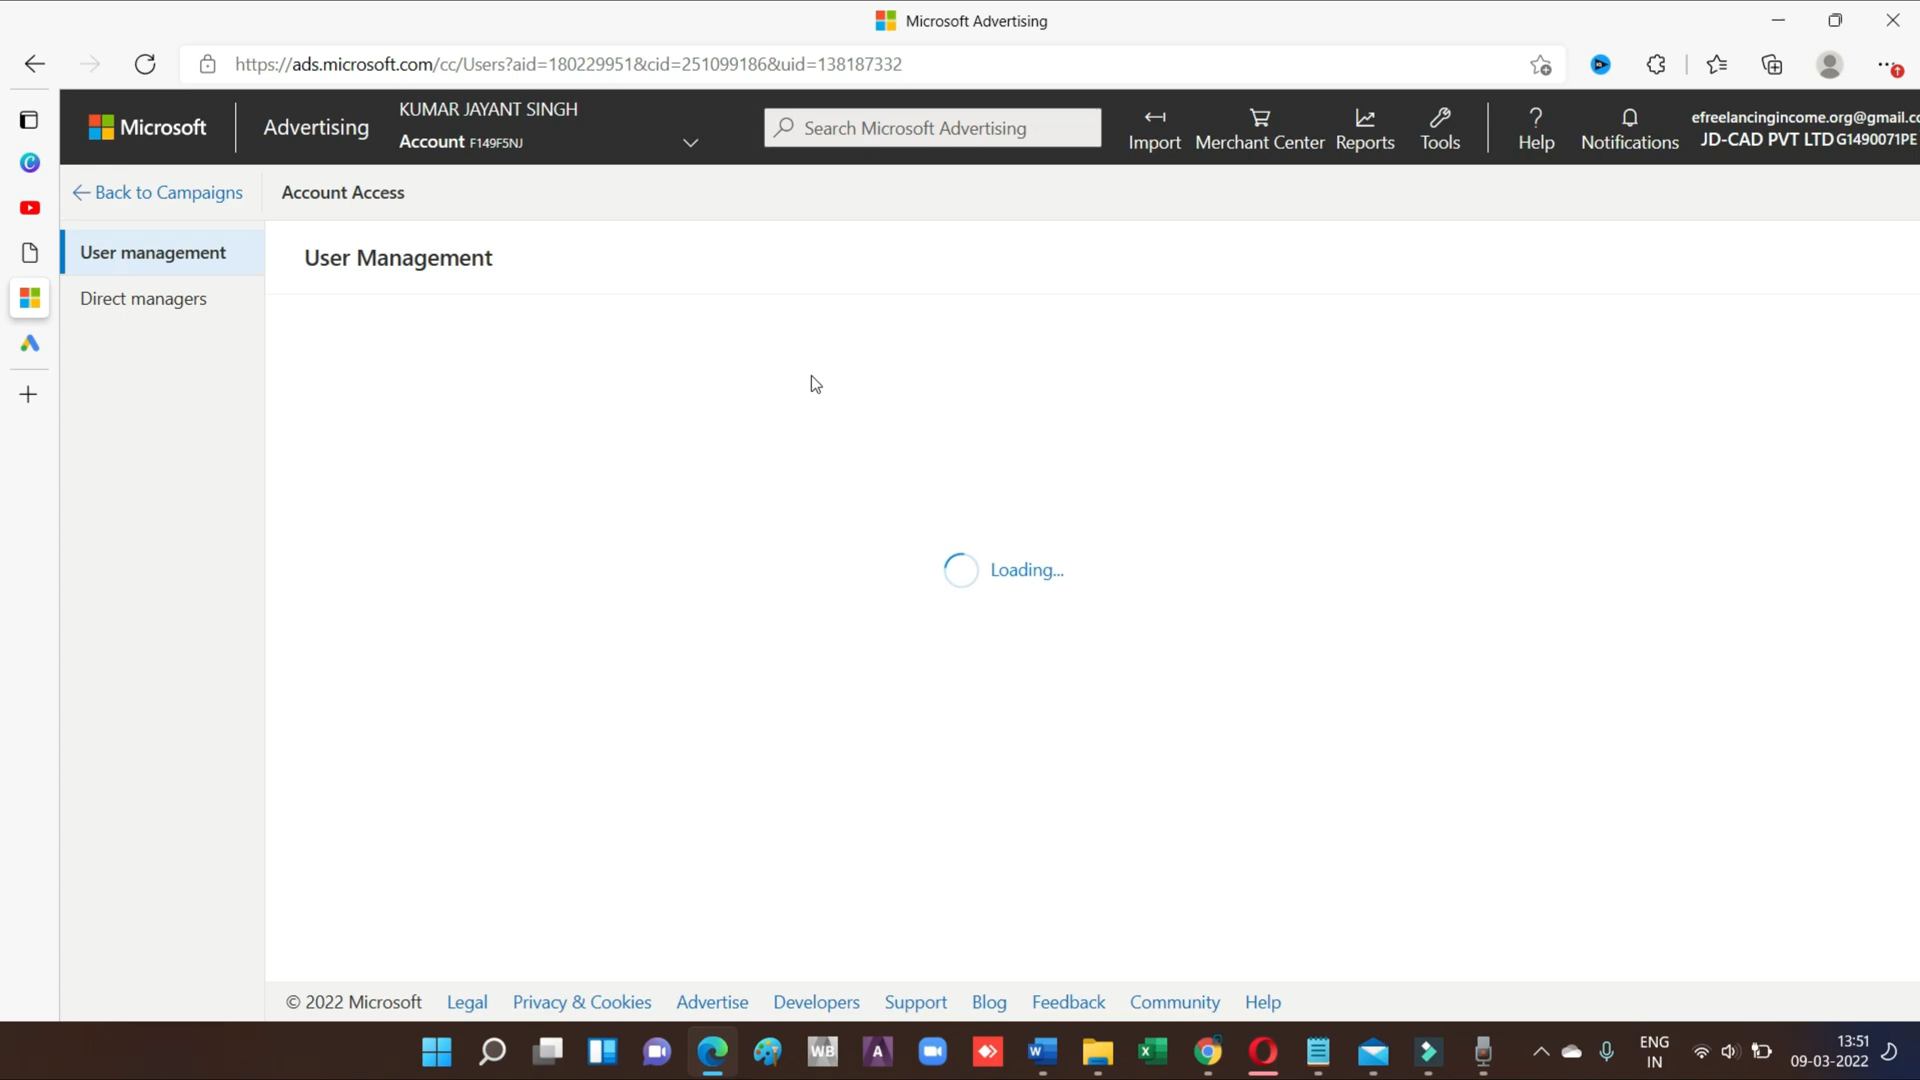 Microsoft Advertising
https://ads.microsoft.com/cc/Users?aid=180229951&cid=251099186&uid=138187332
Microsoft
Advertising
KUMAR JAYANT SINGH
Account F149F5NJ
Search Microsoft Advertising
Import
Merchant Center
Reports
Tools
?
Help
Notifications
efreelancingincome.org@gmail.co
JD-CAD PVT LTD G1490071PE
Back to Campaigns
Account Access
User management
Direct managers
User Management
Loading...
© 2022 Microsoft Legal Privacy & Cookies Advertise Developers Support Blog Feedback Community Help
WB
A
W
X
ENG
IN
13:51
09-03-2022